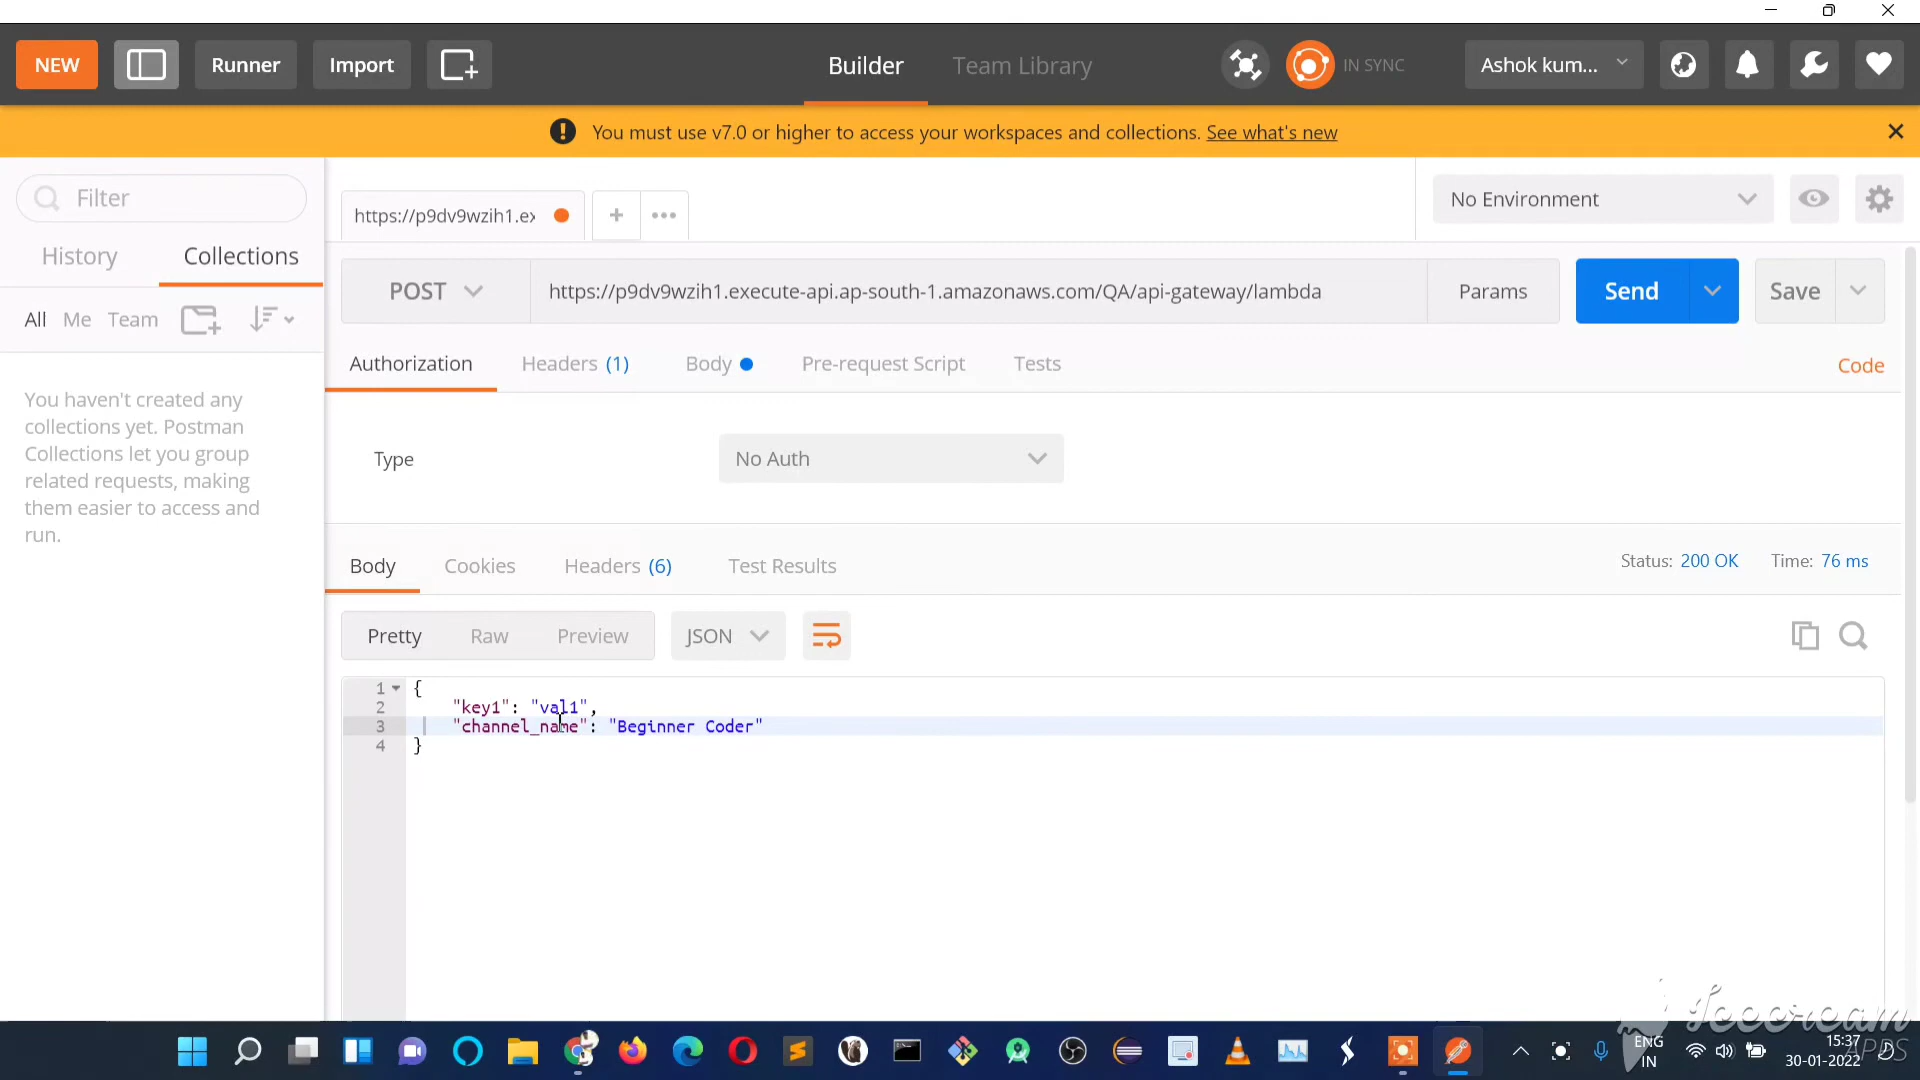 NEW Runner Import Builder Team Library IN SYNC Ashok kum...
You must use v7.0 or higher to access your workspaces and collections. See what's new
Filter
History Collections
All Me Team
You haven't created any
collections yet. Postman
Collections let you group
related requests, making
them easier to access and
run.
https://p9dv9wzih1.ex
No Environment
POST https://p9dv9wzih1.execute-api.ap-south-1.amazonaws.com/QA/api-gateway/lambda Params Send Save
Authorization Headers (1) Body Pre-request Script Tests Code
Type No Auth
Body Cookies Headers (6) Test Results Status: 200 OK Time: 76 ms
Pretty Raw Preview JSON
1 {
2 "key1": "val1",
3 "channel_name": "Beginner Coder"
4 }
Icecream
APPS
ENG
IN
15:37
30-01-2022